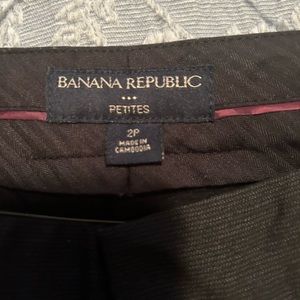 BANANA REPUBLIC
PETITES
2P
MADE IN
CAMBODIA